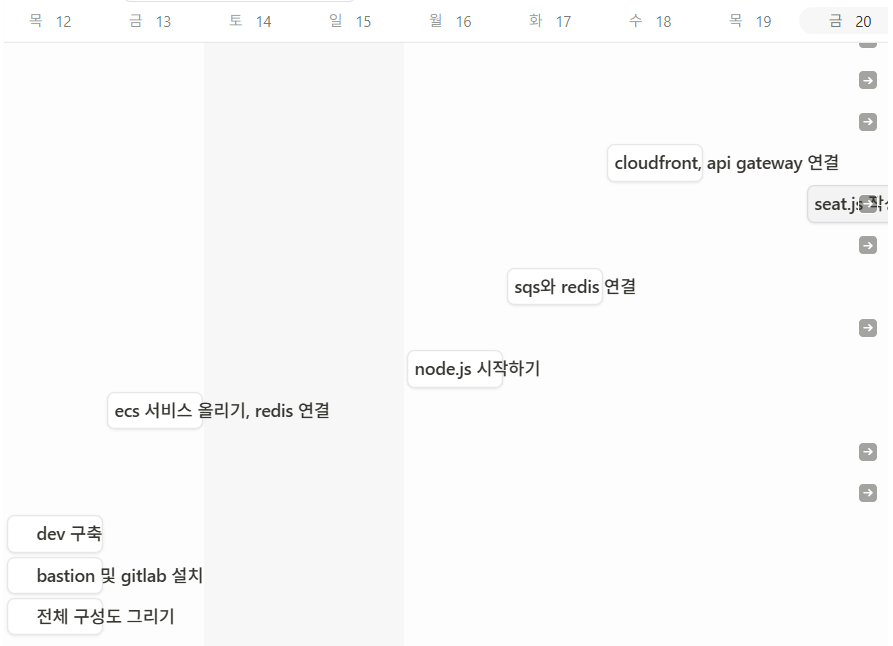 목 12 금 13 토 14 일 15 월 16 화 17 수 18 목 19 금 20
cloudfront, api gateway 연결
seat.js
sqs와 redis 연결
node.js 시작하기
ecs 서비스 올리기, redis 연결
dev 구축
bastion 및 gitlab 설치
전체 구성도 그리기